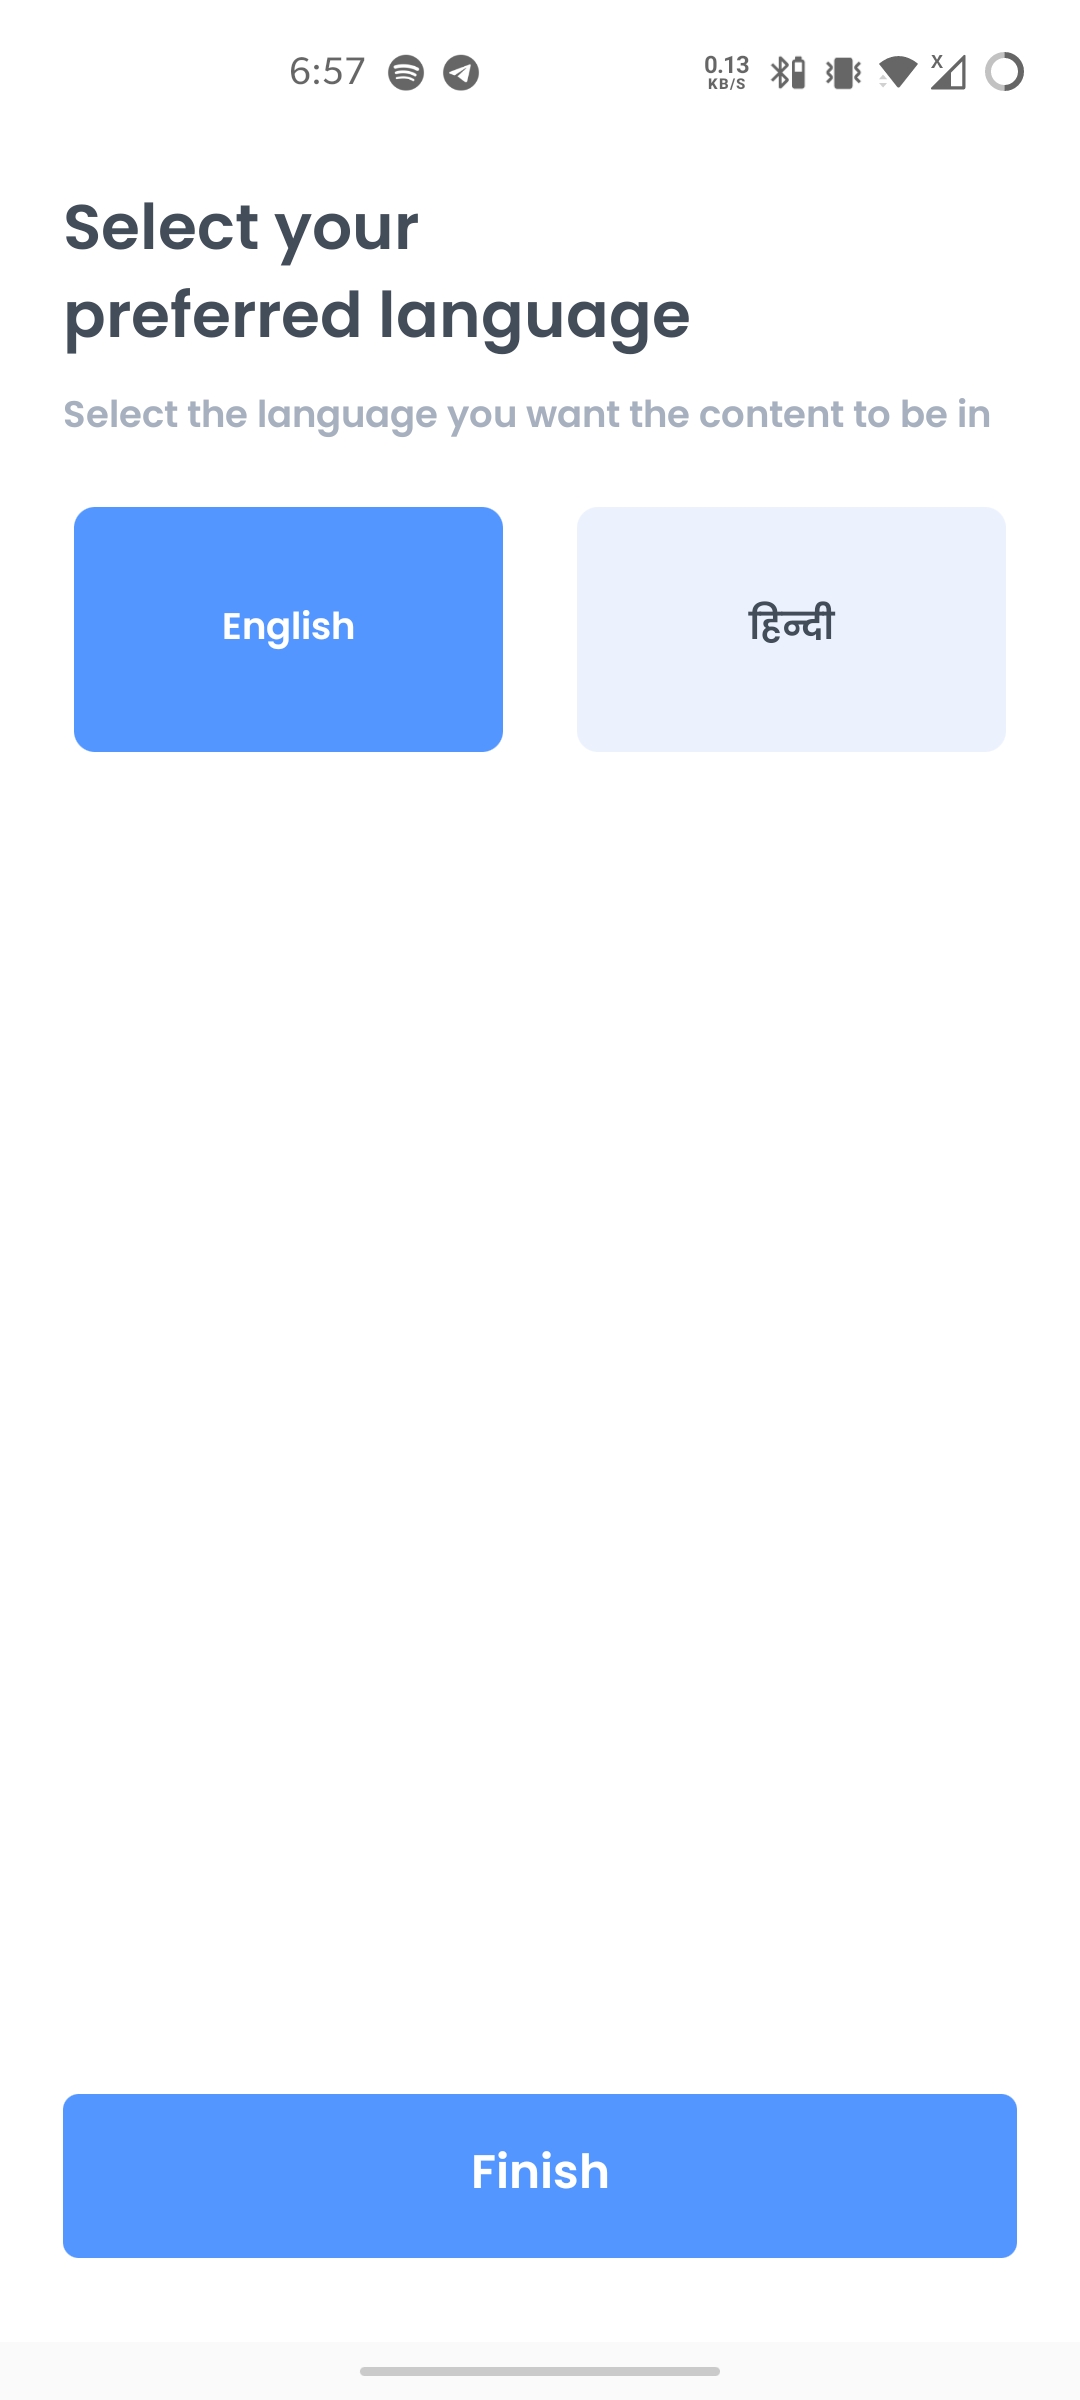 6:57
0.13
KB/S
X
Select your
preferred language
Select the language you want the content to be in
English
हिन्दी
Finish